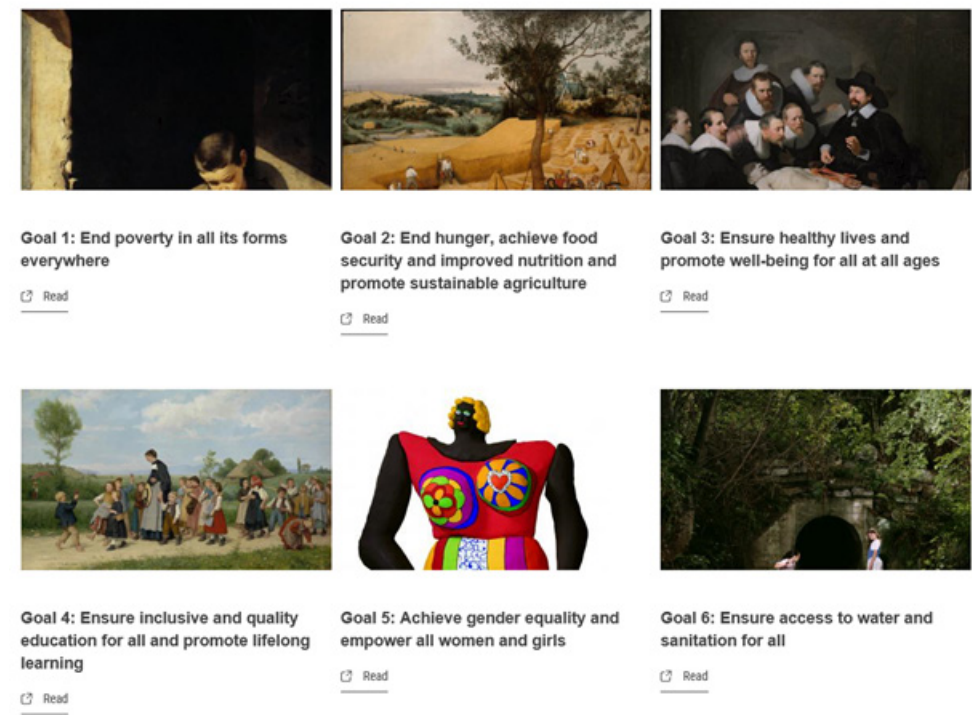 Goal 1: End poverty in all its forms
everywhere
Read
Goal 2: End hunger, achieve food
security and improved nutrition and
promote sustainable agriculture
Read
Goal 3: Ensure healthy lives and
promote well-being for all at all ages
Read
Goal 4: Ensure inclusive and quality
education for all and promote lifelong
learning
Read
Goal 5: Achieve gender equality and
empower all women and girls
Read
Goal 6: Ensure access to water and
sanitation for all
Read